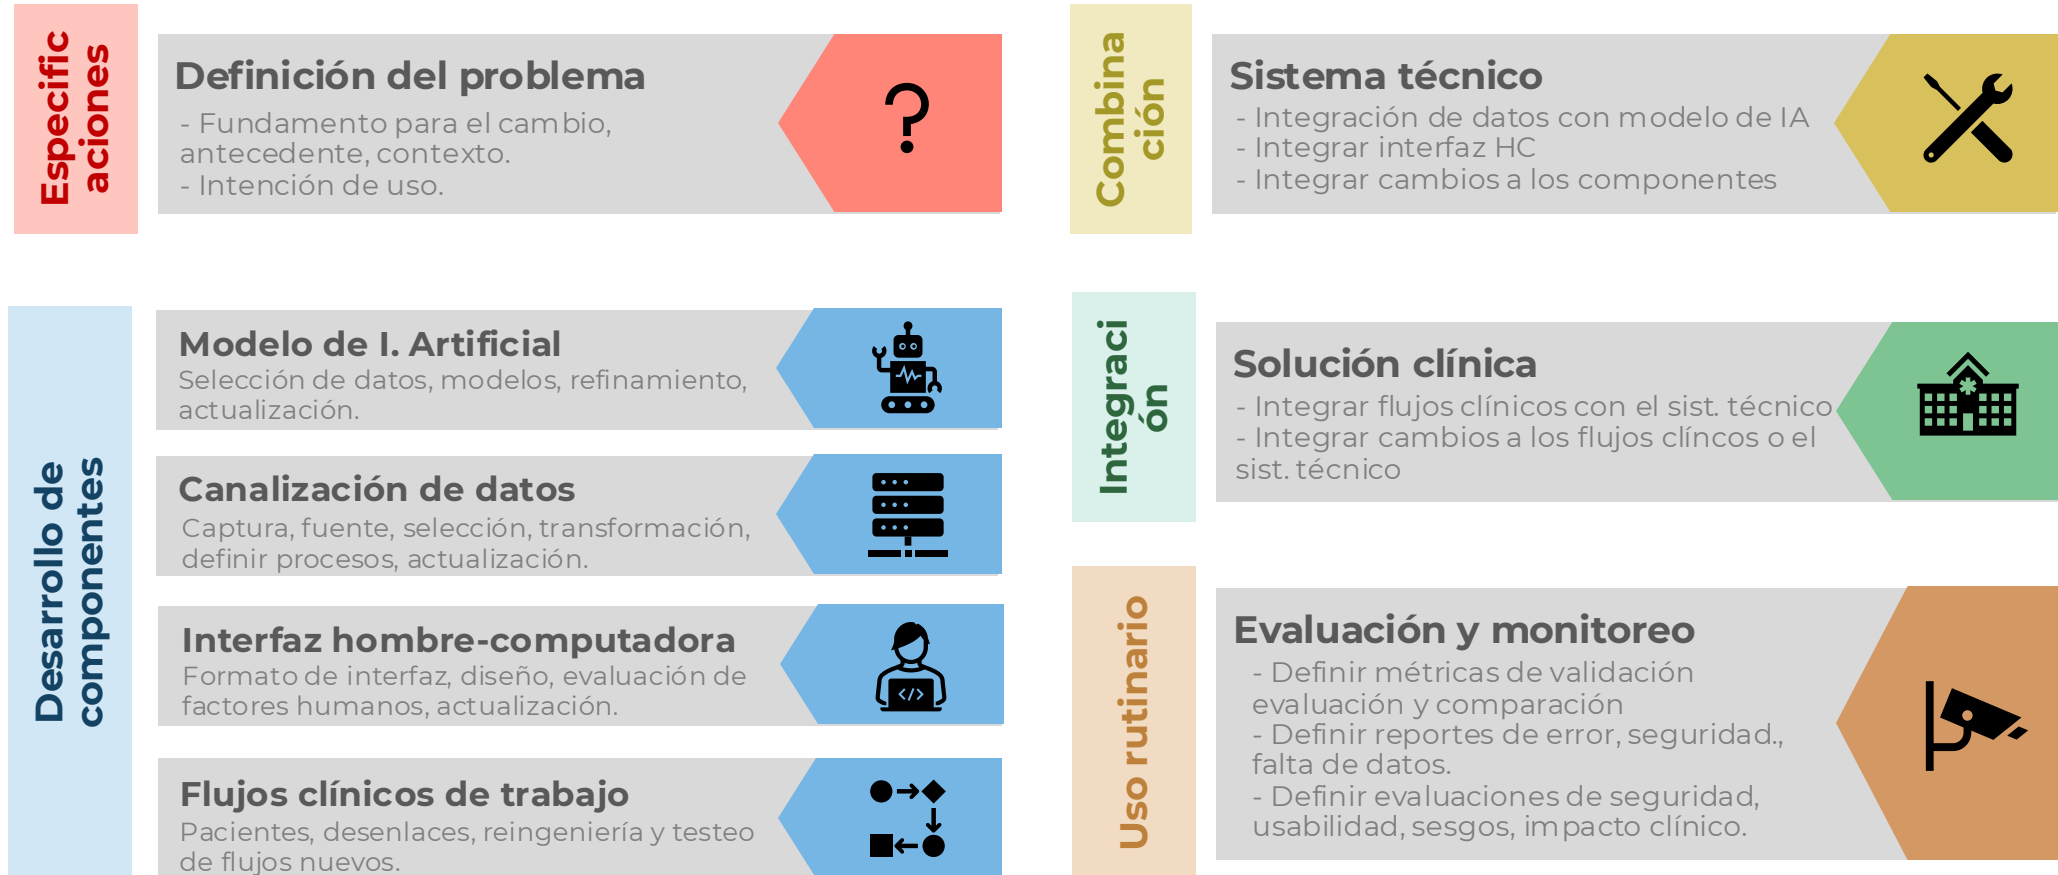 Especific
aciones
Definición del problema
- Fundamento para el cambio,
antecedente, contexto.
- Intención de uso.
Desarrollo de
componentes
Modelo de I. Artificial
Selección de datos, modelos, refinamiento,
actualización.
Canalización de datos
Captura, fuente, selección, transformación,
definir procesos, actualización.
Interfaz hombre-computadora
Formato de interfaz, diseño, evaluación de
factores humanos, actualización.
Flujos clínicos de trabajo
Pacientes, desenlaces, reingeniería y testeo
de flujos nuevos.
Combina
ción
Sistema técnico
- Integración de datos con modelo de IA
- Integrar interfaz HC
- Integrar cambios a los componentes
Integraci
ón
Solución clínica
- Integrar flujos clínicos con el sist. técnico
- Integrar cambios a los flujos clíncos o el
sist. técnico
Uso rutinario
Evaluación y monitoreo
- Definir métricas de validación
evaluación y comparación
- Definir reportes de error, seguridad.,
falta de datos.
- Definir evaluaciones de seguridad,
usabilidad, sesgos, impacto clínico.